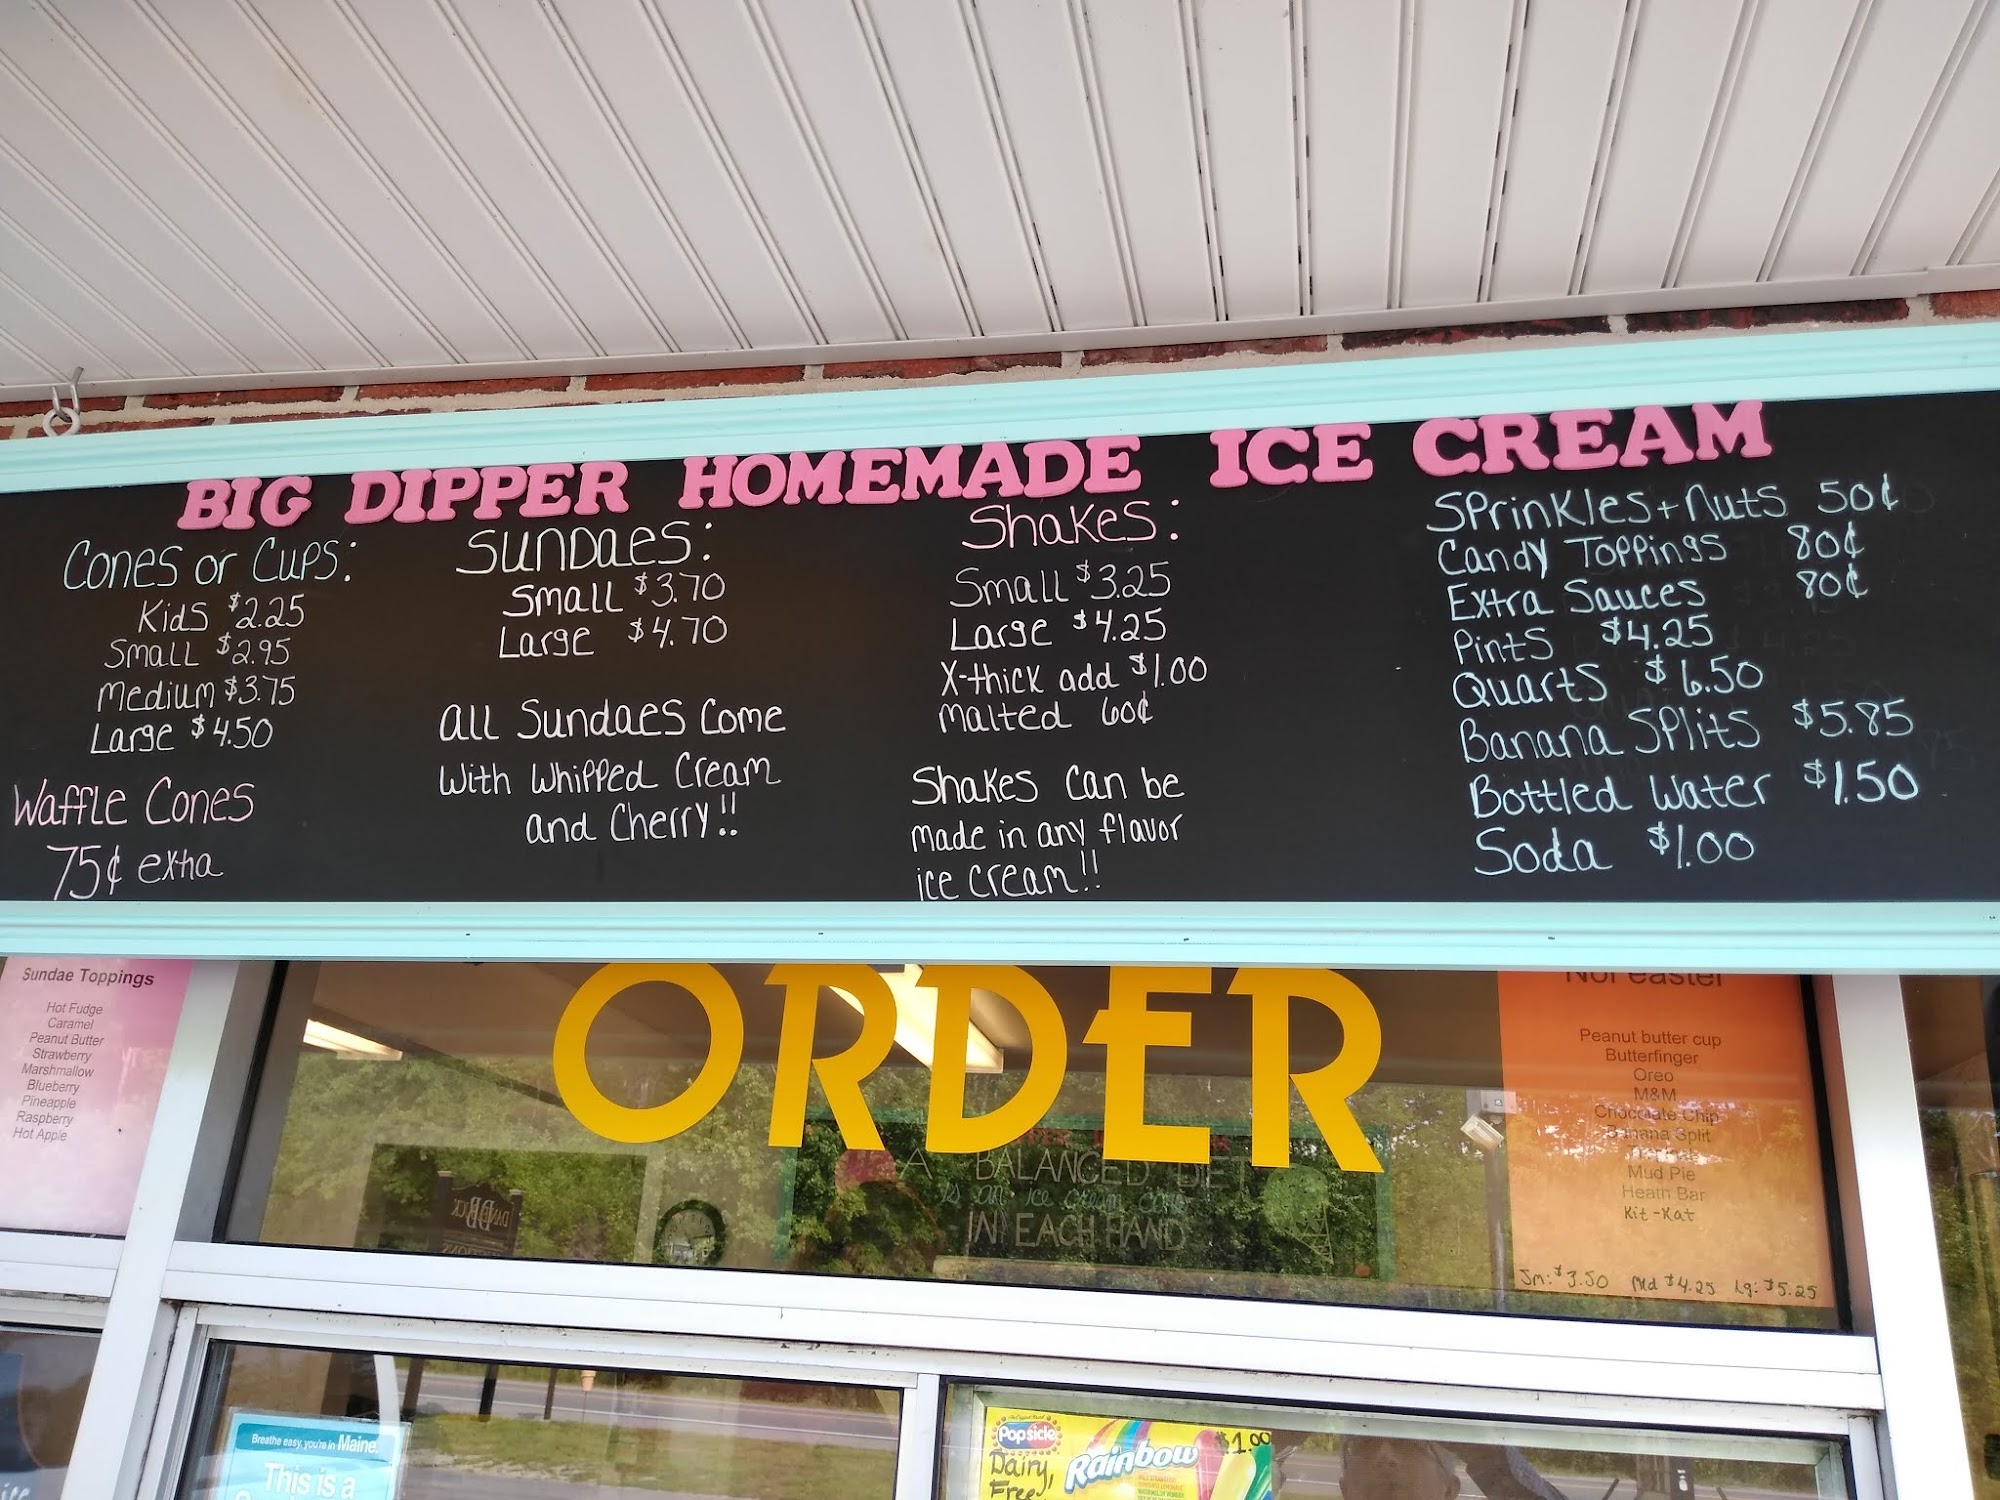 BIG DIPPER HOMEMADE ICE CREAM
Cones or Cups:
Kids $2.25
Small $2.95
Medium $3.75
Large $4.50
Waffle Cones
75¢ extra
Sundaes:
Small $3.70
Large $4.70
All Sundaes Come
With Whipped Cream
and Cherry!!
Shakes:
Small $3.25
Large $4.25
X-thick add $1.00
Malted 60¢
Shakes can be
made in any flavor
ice cream!!
Sprinkles + Nuts 50¢
Candy Toppings 80¢
Extra Sauces 80¢
Pints $4.25
Quarts $6.50
Banana Splits $5.85
Bottled Water $1.50
Soda $1.00
Sundae Toppings
Hot Fudge
Caramel
Peanut Butter
Strawberry
Marshmallow
Blueberry
Pineapple
Raspberry
Hot Apple
ORDER
A BALANCED DIET
is an ice cream cone
IN EACH HAND
Nor'easter
Peanut butter cup
Butterfinger
Oreo
M&M
Chocolate Chip
Banana Split
Mud Pie
Heath Bar
Kit-Kat
Sm: $3.50 Md $4.25 Lg: $5.25
Breathe easy, you're in Maine.
This is a
Popsicle
Rainbow
$1.00
Dairy
Free